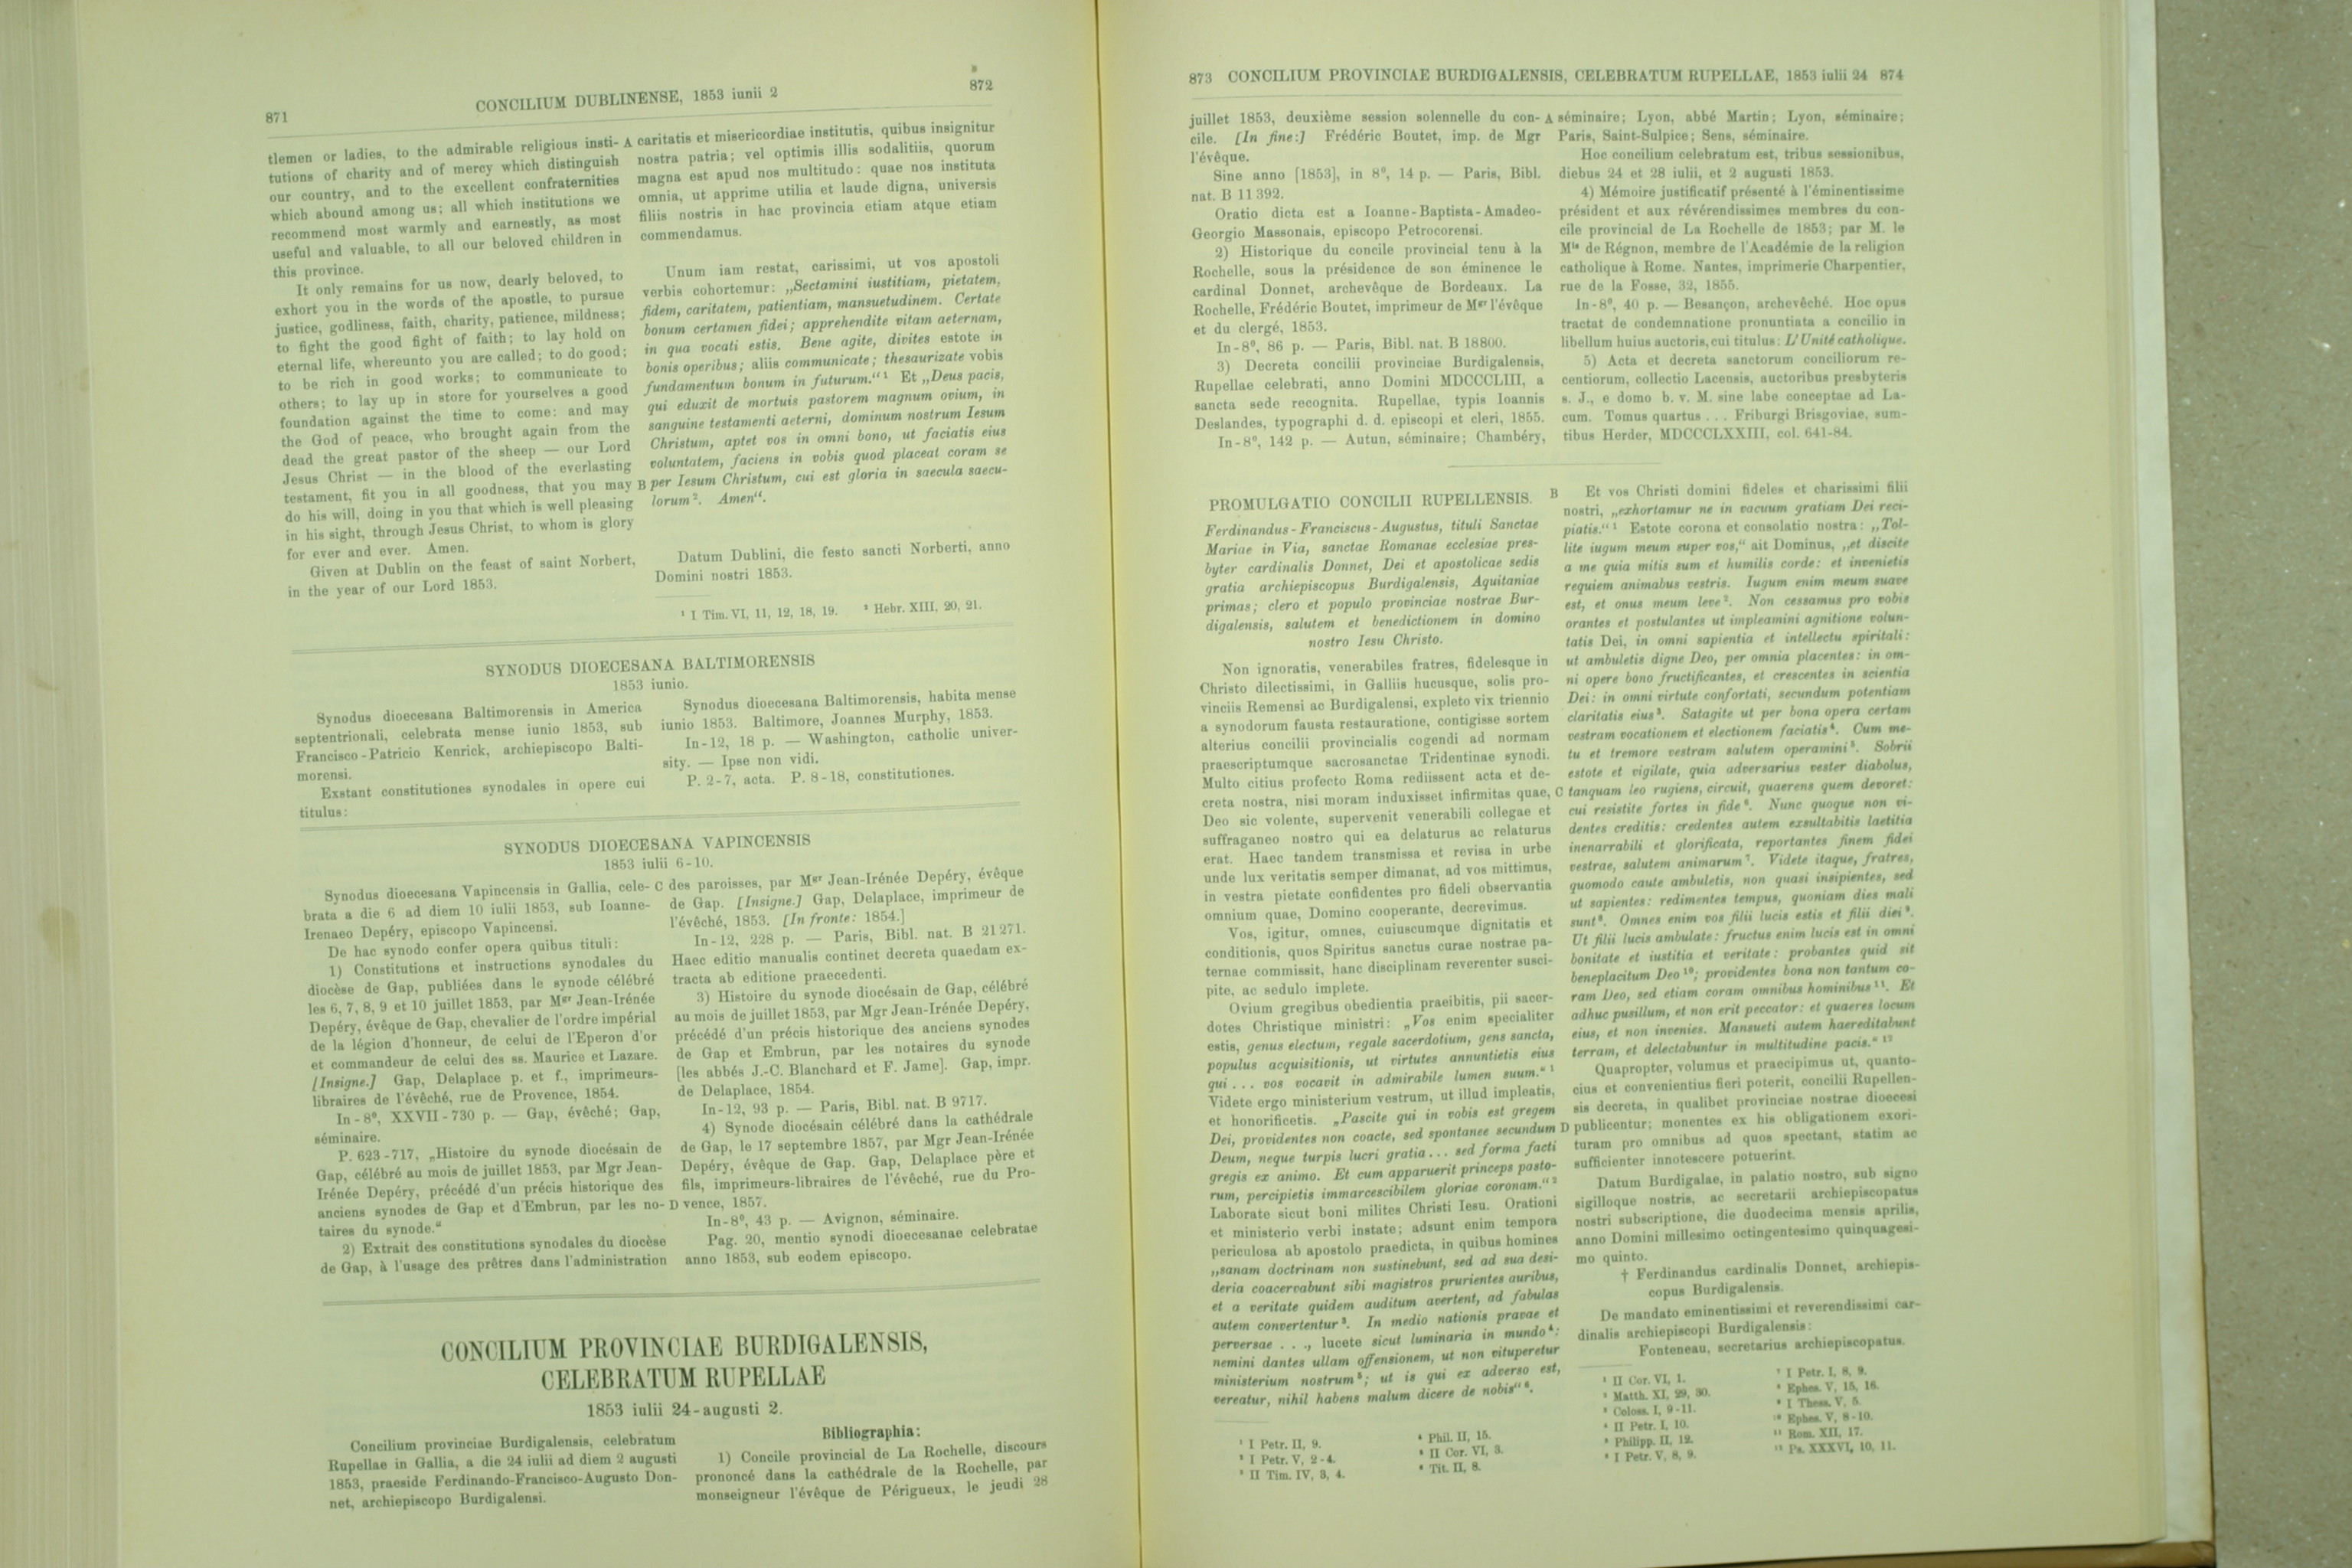 871
CONCILIUM DUBLINENSE, 1853 iunii 2
872
tlemen or ladies, to the admirable religious insti-
tutions of charity and of mercy which distinguish
our country, and to the excellent confraternities
which abound among us; all which institutions we
recommend most warmly and earnestly, as most
useful and valuable, to all our beloved children in
this province.
It only remains for us now, dearly beloved, to
exhort you in the words of the apostle, to pursue
justice, godliness, faith, charity, patience, mildness;
to fight the good fight of faith; to lay hold on
eternal life, whereunto you are called; to do good;
to be rich in good works; to communicate to
others; to lay up in store for yourselves a good
foundation against the time to come: and may
the God of peace, who brought again from the
dead the great pastor of the sheep — our Lord
Jesus Christ — in the blood of the everlasting
testament, fit you in all goodness, that you may
do his will, doing in you that which is well pleasing
in his sight, through Jesus Christ, to whom is glory
for ever and ever. Amen.
Given at Dublin on the feast of saint Norbert,
in the year of our Lord 1853.
A caritatis et misericordiae institutis, quibus insignitur
nostra patria; vel optimis illis sodalitiis, quorum
magna est apud nos multitudo: quae nos instituta
omnia, ut apprime utilia et laude digna, universis
filiis nostris in hac provincia etiam atque etiam
commendamus.
Unum iam restat, carissimi, ut vos apostoli
verbis cohortemur: „Sectamini iustitiam, pietatem,
fidem, caritatem, patientiam, mansuetudinem. Certate
bonum certamen fidei; apprehendite vitam aeternam,
in qua vocati estis. Bene agite, divites estote in
bonis operibus; aliis communicate; thesaurizate vobis
fundamentum bonum in futurum.“¹ Et „Deus pacis,
qui eduxit de mortuis pastorem magnum ovium, in
sanguine testamenti aeterni, dominum nostrum Iesum
Christum, aptet vos in omni bono, ut faciatis eius
voluntatem, faciens in vobis quod placeat coram se
B per Iesum Christum, cui est gloria in saecula saecu-
lorum². Amen“.
Datum Dublini, die festo sancti Norberti, anno
Domini nostri 1853.
¹ I Tim. VI, 11, 12, 18, 19. ² Hebr. XIII, 20, 21.
SYNODUS DIOECESANA BALTIMORENSIS
1853 iunio.
Synodus dioecesana Baltimorensis in America
septentrionali, celebrata mense iunio 1853, sub
Francisco-Patricio Kenrick, archiepiscopo Balti-
morensi.
Exstant constitutiones synodales in opere cui
titulus:
Synodus dioecesana Baltimorensis, habita mense
iunio 1853. Baltimore, Joannes Murphy, 1853.
In-12, 18 p. — Washington, catholic univer-
sity. — Ipse non vidi.
P. 2-7, acta. P. 8-18, constitutiones.
SYNODUS DIOECESANA VAPINCENSIS
1853 iulii 6-10.
Synodus dioecesana Vapincensis in Gallia, cele-
brata a die 6 ad diem 10 iulii 1853, sub Ioanne-
Irenaeo Depéry, episcopo Vapincensi.
De hac synodo confer opera quibus tituli:
1) Constitutions et instructions synodales du
diocèse de Gap, publiées dans le synode célébré
les 6, 7, 8, 9 et 10 juillet 1853, par Mgr Jean-Irénée
Depéry, évêque de Gap, chevalier de l'ordre impérial
de la légion d'honneur, de celui de l'Eperon d'or
et commandeur de celui des ss. Maurice et Lazare.
[Insigne.] Gap, Delaplace p. et f., imprimeurs-
libraires de l'évêché, rue de Provence, 1854.
In-8⁰, XXVII-730 p. — Gap, évêché; Gap,
séminaire.
P. 623-717, „Histoire du synode diocésain de
Gap, célébré au mois de juillet 1853, par Mgr Jean-
Irénée Depéry, précédé d'un précis historique des
anciens synodes de Gap et d'Embrun, par les no-
taires du synode.“
2) Extrait des constitutions synodales du diocèse
de Gap, à l'usage des prêtres dans l'administration
C des paroisses, par Mgr Jean-Irénée Depéry, évêque
de Gap. [Insigne.] Gap, Delaplace, imprimeur de
l'évêché, 1853. [In fronte: 1854.]
In-12, 228 p. — Paris, Bibl. nat. B 21271.
Haec editio manualis continet decreta quaedam ex-
tracta ab editione praecedenti.
3) Histoire du synode diocésain de Gap, célébré
au mois de juillet 1853, par Mgr Jean-Irénée Depéry,
précédé d'un précis historique des anciens synodes
de Gap et Embrun, par les notaires du synode
[les abbés J.-C. Blanchard et F. Jame]. Gap, impr.
de Delaplace, 1854.
In-12, 93 p. — Paris, Bibl. nat. B 9717.
4) Synode diocésain célébré dans la cathédrale
de Gap, le 17 septembre 1857, par Mgr Jean-Irénée
Depéry, évêque de Gap. Gap, Delaplace père et
fils, imprimeurs-libraires de l'évêché, rue du Pro-
D vence, 1857.
In-8⁰, 43 p. — Avignon, séminaire.
Pag. 20, mentio synodi dioecesanae celebratae
anno 1853, sub eodem episcopo.
CONCILIUM PROVINCIAE BURDIGALENSIS,
CELEBRATUM RUPELLAE
1853 iulii 24-augusti 2.
Concilium provinciae Burdigalensis, celebratum
Rupellae in Gallia, a die 24 iulii ad diem 2 augusti
1853, praeside Ferdinando-Francisco-Augusto Don-
net, archiepiscopo Burdigalensi.
Bibliographia:
1) Concile provincial de La Rochelle, discours
prononcé dans la cathédrale de la Rochelle, par
monseigneur l'évêque de Périgueux, le jeudi 28
873 CONCILIUM PROVINCIAE BURDIGALENSIS, CELEBRATUM RUPELLAE, 1853 iulii 24 874
juillet 1853, deuxième session solennelle du con-
cile. [In fine:] Frédéric Boutet, imp. de Mgr
l'évêque.
Sine anno [1853], in 8⁰, 14 p. — Paris, Bibl.
nat. B 11392.
Oratio dicta est a Ioanne-Baptista-Amadeo-
Georgio Massonais, episcopo Petrocorensi.
2) Historique du concile provincial tenu à la
Rochelle, sous la présidence de son éminence le
cardinal Donnet, archevêque de Bordeaux. La
Rochelle, Frédéric Boutet, imprimeur de Mgr l'évêque
et du clergé, 1853.
In-8⁰, 86 p. — Paris, Bibl. nat. B 18800.
3) Decreta concilii provinciae Burdigalensis,
Rupellae celebrati, anno Domini MDCCCLIII, a
sancta sede recognita. Rupellae, typis Ioannis
Deslandes, typographi d. d. episcopi et cleri, 1855.
In-8⁰, 142 p. — Autun, séminaire; Chambéry,
A séminaire; Lyon, abbé Martin; Lyon, séminaire;
Paris, Saint-Sulpice; Sens, séminaire.
Hoc concilium celebratum est, tribus sessionibus,
diebus 24 et 28 iulii, et 2 augusti 1853.
4) Mémoire justificatif présenté à l'éminentissime
président et aux révérendissimes membres du con-
cile provincial de La Rochelle de 1853; par M. le
Mis de Régnon, membre de l'Académie de la religion
catholique à Rome. Nantes, imprimerie Charpentier,
rue de la Fosse, 32, 1855.
In-8⁰, 40 p. — Besançon, archevêché. Hoc opus
tractat de condemnatione pronuntiata a concilio in
libellum huius auctoris, cui titulus: L'Unité catholique.
5) Acta et decreta sanctorum conciliorum re-
centiorum, collectio Lacensis, auctoribus presbyteris
s. J., e domo b. v. M. sine labe conceptae ad La-
cum. Tomus quartus . . . Friburgi Brisgoviae, sum-
tibus Herder, MDCCCLXXIII, col. 641-84.
PROMULGATIO CONCILII RUPELLENSIS.
Ferdinandus-Franciscus-Augustus, tituli Sanctae
Mariae in Via, sanctae Romanae ecclesiae pres-
byter cardinalis Donnet, Dei et apostolicae sedis
gratia archiepiscopus Burdigalensis, Aquitaniae
primas; clero et populo provinciae nostrae Bur-
digalensis, salutem et benedictionem in domino
nostro Iesu Christo.
Non ignoratis, venerabiles fratres, fidelesque in
Christo dilectissimi, in Galliis hucusque, solis pro-
vinciis Remensi ac Burdigalensi, expleto vix triennio
a synodorum fausta restauratione, contigisse sortem
alterius concilii provincialis cogendi ad normam
praescriptumque sacrosanctae Tridentinae synodi.
Multo citius profecto Roma rediissent acta et de-
creta nostra, nisi moram induxisset infirmitas quae,
Deo sic volente, supervenit venerabili collegae et
suffraganeo nostro qui ea delaturus ac relaturus
erat. Haec tandem transmissa et revisa in urbe
unde lux veritatis semper dimanat, ad vos mittimus,
in vestra pietate confidentes pro fideli observantia
omnium quae, Domino cooperante, decrevimus.
Vos, igitur, omnes, cuiuscumque dignitatis et
conditionis, quos Spiritus sanctus curae nostrae pa-
ternae commissit, hanc disciplinam reverenter susci-
pite, ac sedulo implete.
Ovium gregibus obedientia praeibitis, pii sacer-
dotes Christique ministri: „Vos enim specialiter
estis, genus electum, regale sacerdotium, gens sancta,
populus acquisitionis, ut virtutes annuntietis eius
qui . . . vos vocavit in admirabile lumen suum.“¹
Videte ergo ministerium vestrum, ut illud impleatis,
et honorificetis. „Pascite qui in vobis est gregem
Dei, providentes non coacte, sed spontanee secundum
Deum, neque turpis lucri gratia... sed forma facti
gregis ex animo. Et cum apparuerit princeps pasto-
rum, percipietis immarcescibilem gloriae coronam.“²
Laborate sicut boni milites Christi Iesu. Orationi
et ministerio verbi instate; adsunt enim tempora
periculosa ab apostolo praedicta, in quibus homines
„sanam doctrinam non sustinebunt, sed ad sua desi-
deria coacervabunt sibi magistros prurientes auribus,
et a veritate quidem auditum avertent, ad fabulas
autem convertentur³. In medio nationis pravae et
perversae . . ., lucete sicut luminaria in mundo⁴:
nemini dantes ullam offensionem, ut non vituperetur
ministerium nostrum⁵; ut is qui ex adverso est,
vereatur, nihil habens malum dicere de nobis“⁶.
¹ I Petr. II, 9.
² I Petr. V, 2-4.
³ II Tim. IV, 3, 4.
⁴ Phil. II, 15.
⁵ II Cor. VI, 3.
⁶ Tit. II, 8.
B Et vos Christi domini fideles et charissimi filii
nostri, „exhortamur ne in vacuum gratiam Dei reci-
piatis.“¹ Estote corona et consolatio nostra: „Tol-
lite iugum meum super vos,“ ait Dominus, „et discite
a me quia mitis sum et humilis corde: et invenietis
requiem animabus vestris. Iugum enim meum suave
est, et onus meum leve². Non cessamus pro vobis
orantes et postulantes ut impleamini agnitione volun-
tatis Dei, in omni sapientia et intellectu spiritali:
ut ambuletis digne Deo, per omnia placentes: in om-
ni opere bono fructificantes, et crescentes in scientia
Dei: in omni virtute confortati, secundum potentiam
claritatis eius³. Satagite ut per bona opera certam
vestram vocationem et electionem faciatis⁴. Cum me-
tu et tremore vestram salutem operamini⁵. Sobrii
estote et vigilate, quia adversarius vester diabolus,
C tanquam leo rugiens, circuit, quaerens quem devoret:
cui resistite fortes in fide⁶. Nunc quoque non vi-
dentes creditis: credentes autem exsultabitis laetitia
inenarrabili et glorificata, reportantes finem fidei
vestrae, salutem animarum⁷. Videte itaque, fratres,
quomodo caute ambuletis, non quasi insipientes, sed
ut sapientes: redimentes tempus, quoniam dies mali
sunt⁸. Omnes enim vos filii lucis estis et filii diei⁹.
Ut filii lucis ambulate: fructus enim lucis est in omni
bonitate et iustitia et veritate: probantes quid sit
beneplacitum Deo¹⁰; providentes bona non tantum co-
ram Deo, sed etiam coram omnibus hominibus¹¹. Et
adhuc pusillum, et non erit peccator: et quaeres locum
eius, et non invenies. Mansueti autem haereditabunt
terram, et delectabuntur in multitudine pacis.“¹²
Quapropter, volumus et praecipimus ut, quanto-
cius et convenientius fieri poterit, concilii Rupellen-
sis decreta, in qualibet provinciae nostrae dioecesi
D publicentur; monentes ex his obligationem exori-
turam pro omnibus ad quos spectant, statim ac
sufficienter innotescere potuerint.
Datum Burdigalae, in palatio nostro, sub signo
sigilloque nostris, ac secretarii archiepiscopatus
nostri subscriptione, die duodecima mensis aprilis,
anno Domini millesimo octingentesimo quinquagesi-
mo quinto.
† Ferdinandus cardinalis Donnet, archiepis-
copus Burdigalensis.
De mandato eminentissimi et reverendissimi car-
dinalis archiepiscopi Burdigalensis:
Fonteneau, secretarius archiepiscopatus.
¹ II Cor. VI, 1.
² Matth. XI, 29, 30.
³ Coloss. I, 9-11.
⁴ II Petr. I, 10.
⁵ Philipp. II, 12.
⁶ I Petr. V, 8, 9.
⁷ I Petr. I, 8, 9.
⁸ Ephes. V, 15, 16.
⁹ I Thess. V, 5.
¹⁰ Ephes. V, 8-10.
¹¹ Rom. XII, 17.
¹² Ps. XXXVI, 10, 11.